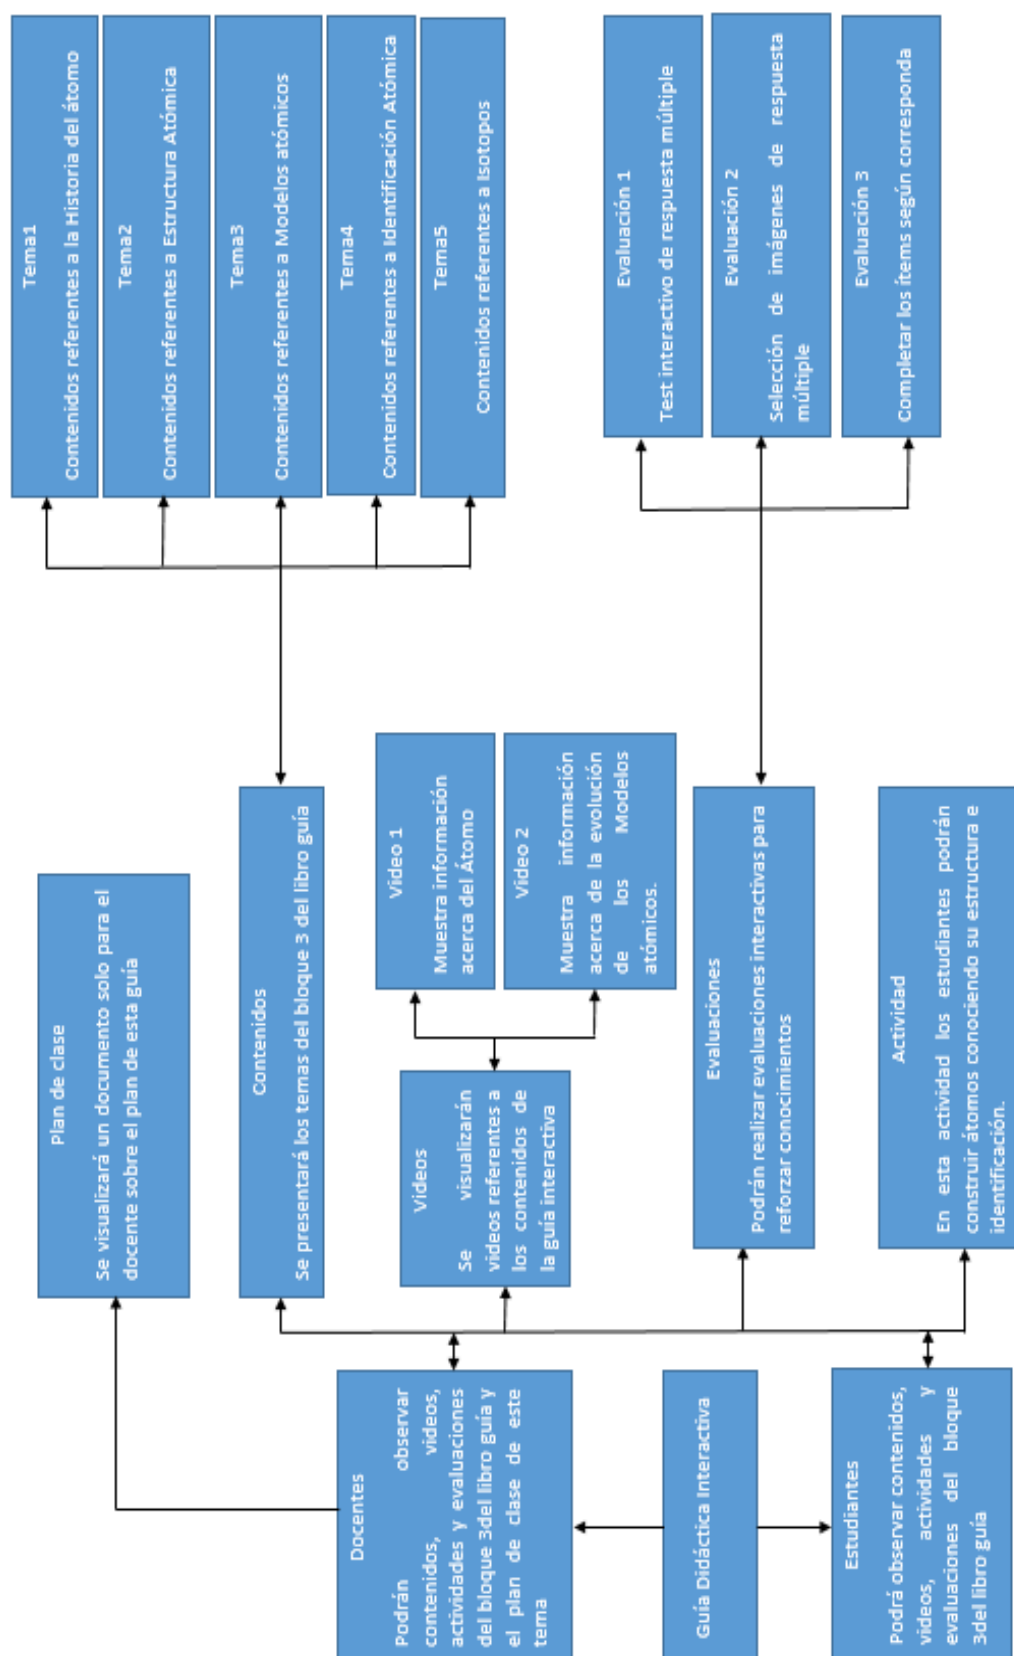 Guía Didáctica Interactiva
Docentes
Podrán observar
contenidos, videos,
actividades y evaluaciones
del bloque 3del libro guía y
el plan de clase de este
tema
Estudiantes
Podrá observar contenidos,
videos, actividades y
evaluaciones del bloque
3del libro guía
Plan de clase
Se visualizará un documento solo para el
docente sobre el plan de esta guía
Contenidos
Se presentará los temas del bloque 3 del libro guía
Videos
Se visualizarán
videos referentes a
los contenidos de
la guía interactiva
Evaluaciones
Podrán realizar evaluaciones interactivas para
reforzar conocimientos
Actividad
En esta actividad los estudiantes podrán
construir átomos conociendo su estructura e
identificación.
Video 1
Muestra información
acerca del Átomo
Video 2
Muestra información
acerca de la evolución
de los Modelos
atómicos.
Tema1
Contenidos referentes a la Historia del átomo
Tema2
Contenidos referentes a Estructura Atómica
Tema3
Contenidos referentes a Modelos atómicos
Tema4
Contenidos referentes a Identificación Atómica
Tema5
Contenidos referentes a Isotopos
Evaluación 1
Test interactivo de respuesta múltiple
Evaluación 2
Selección de imágenes de respuesta
múltiple
Evaluación 3
Completar los ítems según corresponda